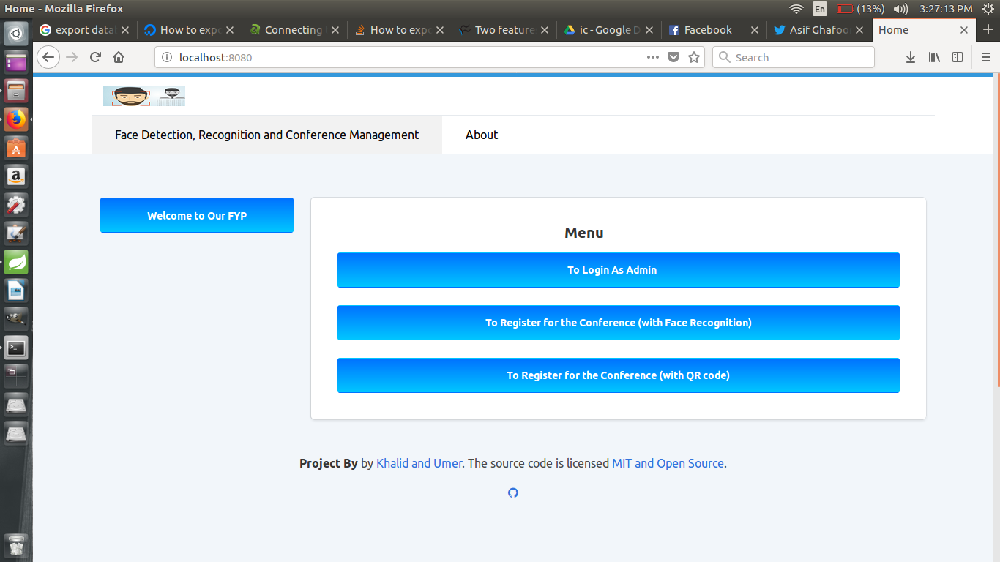 Home - Mozilla Firefox
En
(13%)
3:27:13 PM
export data
How to expo
Connecting
How to expo
Two feature
ic - Google D
Facebook
Asif Ghafoo
Home
localhost:8080
Search
Face Detection, Recognition and Conference Management
About
Welcome to Our FYP
Menu
To Login As Admin
To Register for the Conference (with Face Recognition)
To Register for the Conference (with QR code)
Project By by Khalid and Umer. The source code is licensed MIT and Open Source.